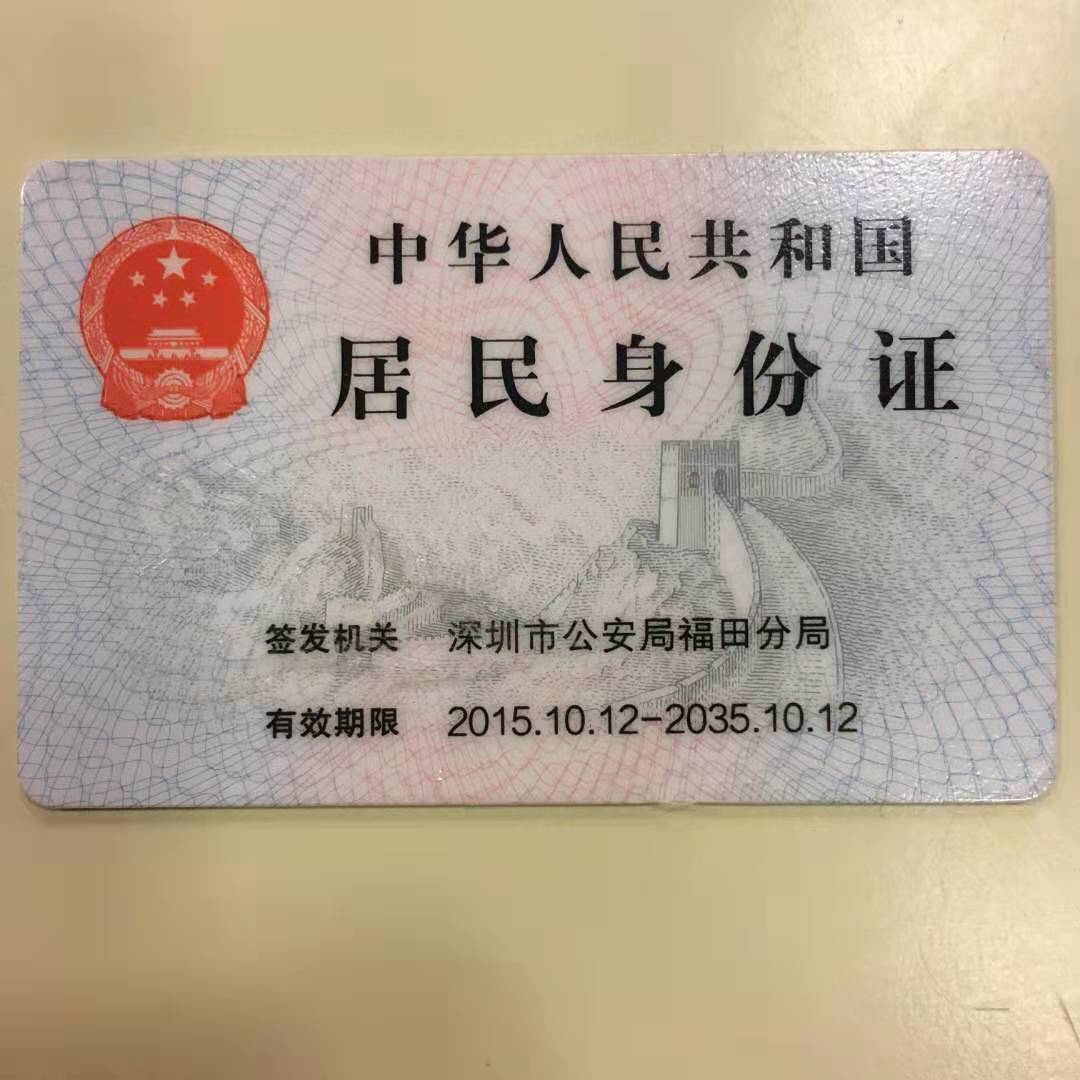 中华人民共和国
居民身份证
签发机关 深圳市公安局福田分局
有效期限 2015.10.12-2035.10.12